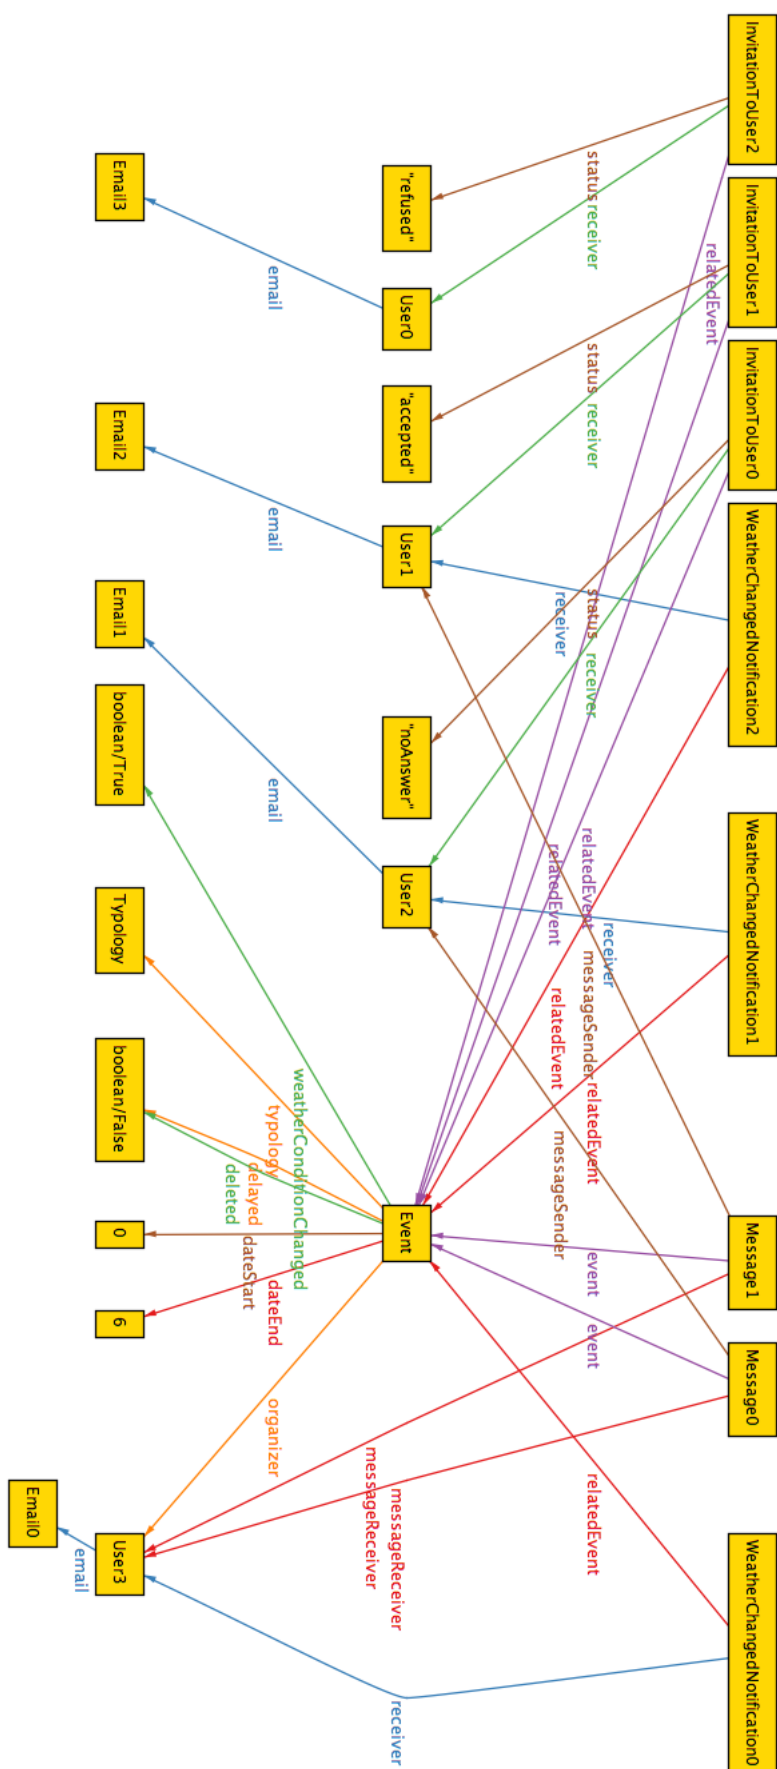 InvitationToUser2
InvitationToUser1
InvitationToUser0
WeatherChangedNotification2
WeatherChangedNotification1
Message1
Message0
WeatherChangedNotification0
relatedEvent
status
receiver
status
receiver
status
receiver
receiver
relatedEvent
relatedEvent
receiver
messageSender
relatedEvent
relatedEvent
messageSender
event
event
relatedEvent
"refused"
User0
"accepted"
User1
"noAnswer"
User2
Event
messageReceiver
messageReceiver
receiver
email
email
email
weatherConditionChanged
typology
delayed
deleted
dateStart
dateEnd
organizer
Email3
Email2
Email1
boolean/True
Typology
boolean/False
0
6
User3
email
Email0